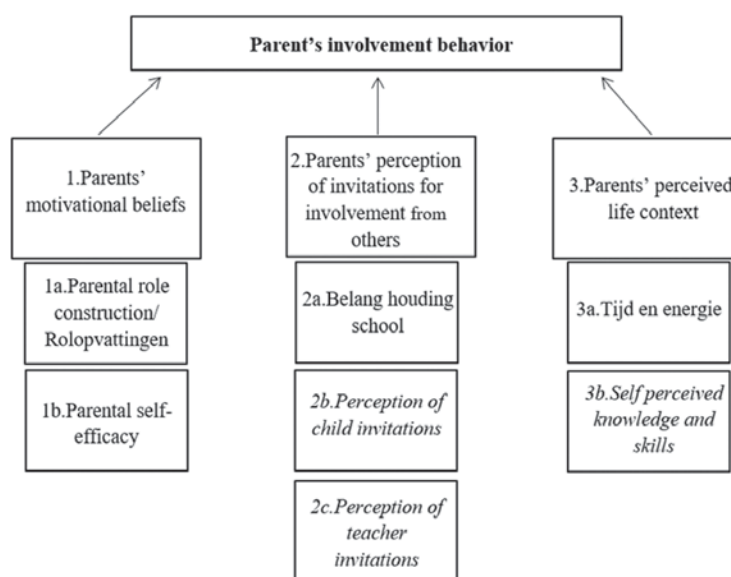 Parent's involvement behavior
1.Parents'
motivational beliefs
1a.Parental role
construction/
Rolopvattingen
1b.Parental self-
efficacy
2.Parents' perception
of invitations for
involvement from
others
2a.Belang houding
school
2b.Perception of
child invitations
2c.Perception of
teacher
invitations
3.Parents' perceived
life context
3a.Tijd en energie
3b.Self perceived
knowledge and
skills